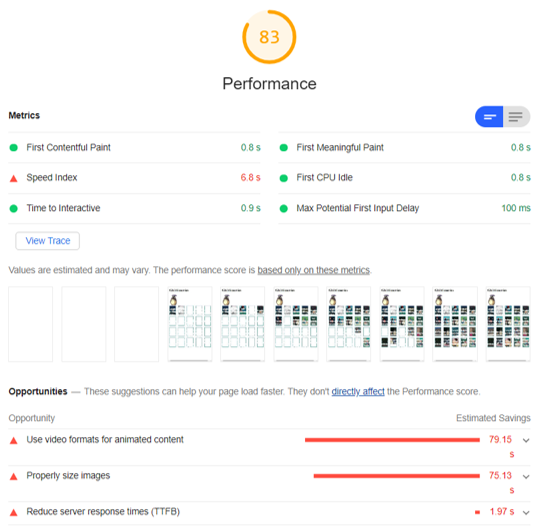 83
Performance
Metrics
First Contentful Paint 0.8 s
First Meaningful Paint 0.8 s
Speed Index 6.8 s
First CPU Idle 0.8 s
Time to Interactive 0.9 s
Max Potential First Input Delay 100 ms
View Trace
Values are estimated and may vary. The performance score is based only on these metrics.
Opportunities — These suggestions can help your page load faster. They don't directly affect the Performance score.
Opportunity Estimated Savings
Use video formats for animated content 79.15
s
Properly size images 75.13
s
Reduce server response times (TTFB) 1.97 s